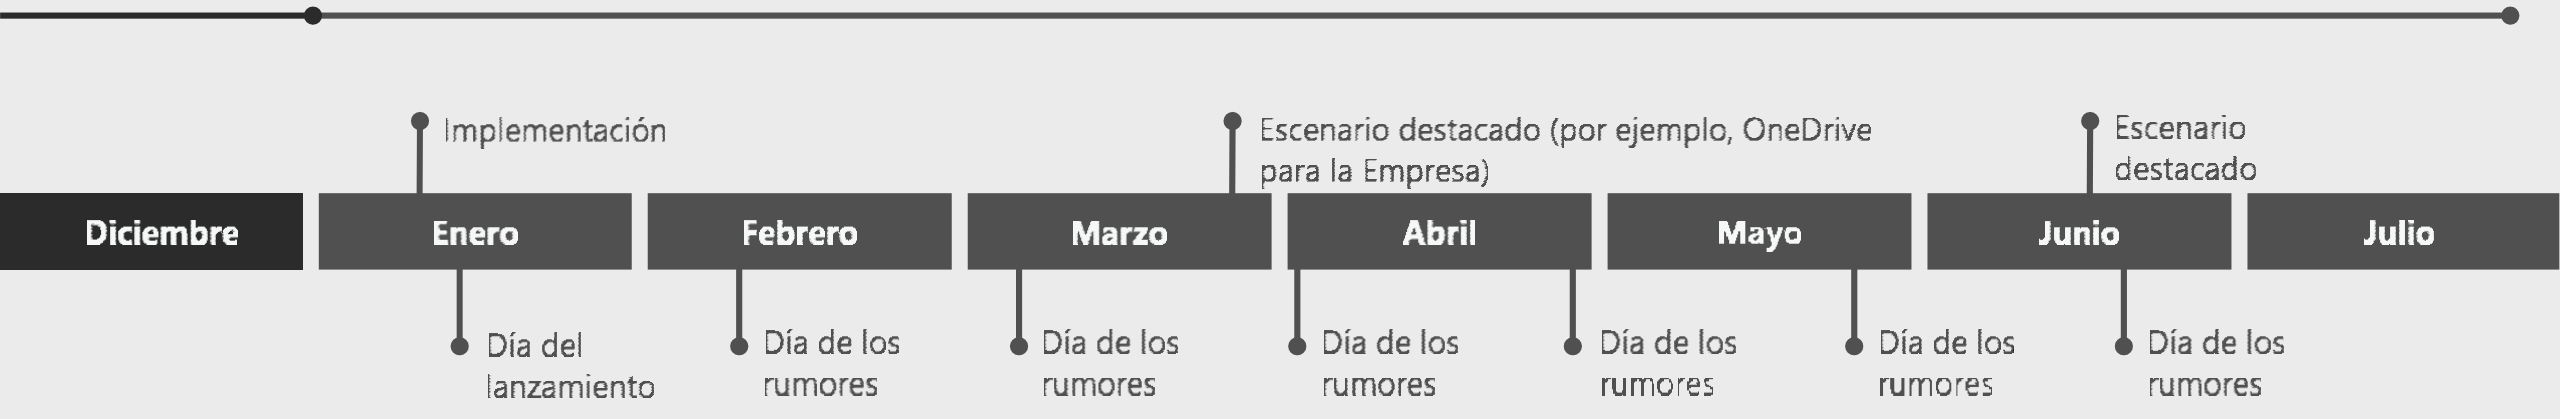 Implementación
Escenario destacado (por ejemplo, OneDrive
para la Empresa)
Escenario
destacado
Diciembre
Enero
Febrero
Marzo
Abril
Mayo
Junio
Julio
Día del
lanzamiento
Día de los
rumores
Día de los
rumores
Día de los
rumores
Día de los
rumores
Día de los
rumores
Día de los
rumores